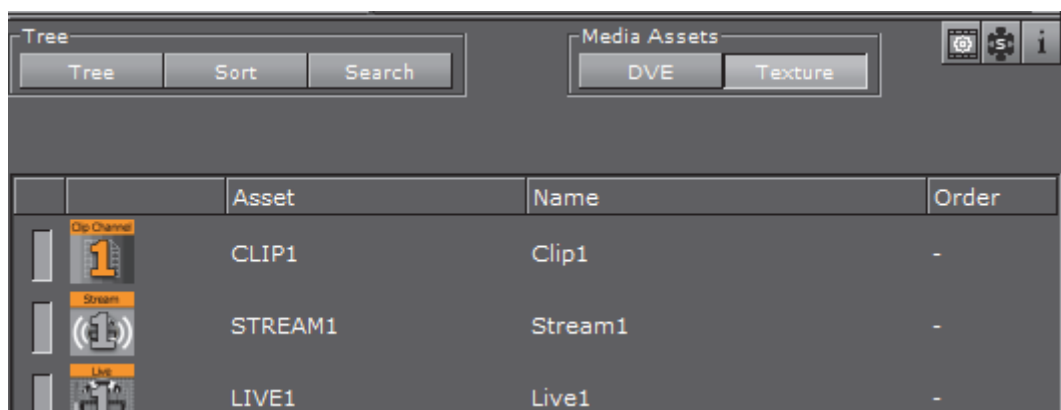 Tree Media Assets
Tree Sort Search DVE Texture
S i
Asset Name Order
Clip Channel
1 CLIP1 Clip1 -
Stream
1 STREAM1 Stream1 -
Live
1 LIVE1 Live1 -